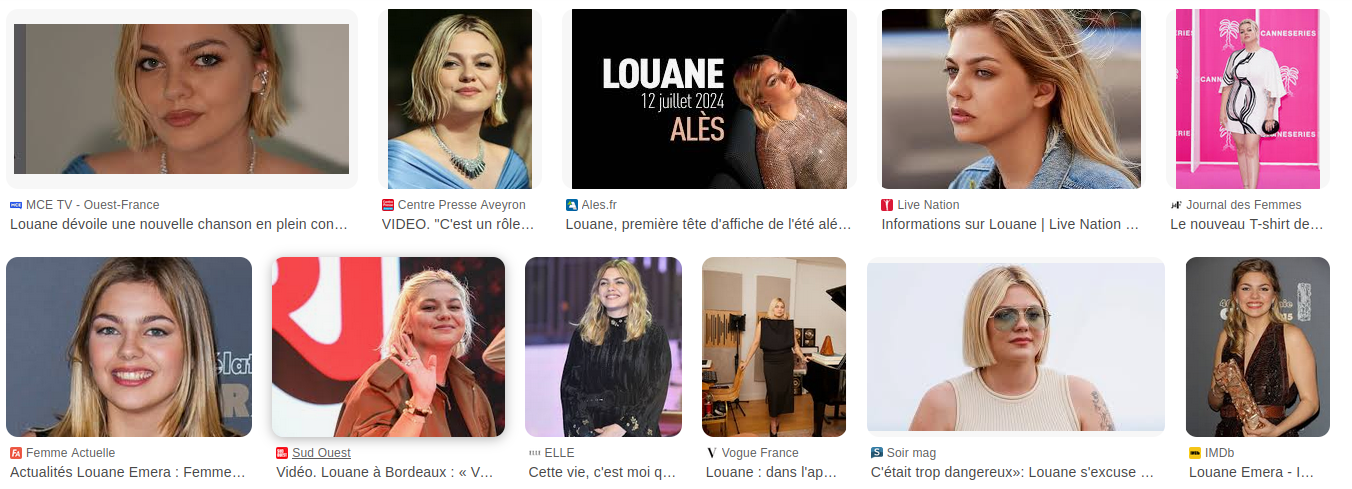 LOUANE
12 juillet 2024
ALÈS
CANNESERIES
CANNESERIES
MCE TV - Ouest-France
Louane dévoile une nouvelle chanson en plein con...
Centre Presse Aveyron
VIDEO. "C'est un rôle...
Ales.fr
Louane, première tête d'affiche de l'été alé...
Live Nation
Informations sur Louane | Live Nation ...
Journal des Femmes
Le nouveau T-shirt de...
Femme Actuelle
Actualités Louane Emera : Femme...
Sud Ouest
Vidéo. Louane à Bordeaux : « V...
ELLE
Cette vie, c'est moi q...
Vogue France
Louane : dans l'ap...
Soir mag
C'était trop dangereux»: Louane s'excuse ...
IMDb
Louane Emera - I...